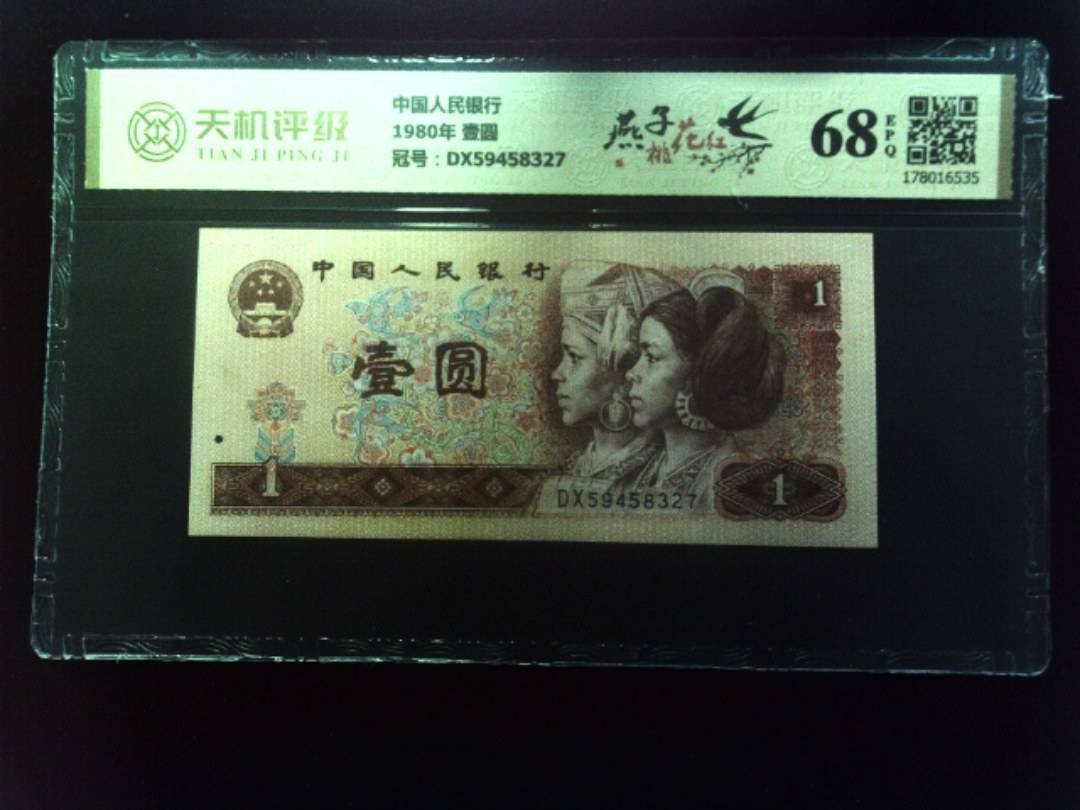 天机评级
TIAN JI PING JI
中国人民银行
1980年 壹圆
冠号：DX59458327
燕子
桃花红
68
EPQ
178016535
中国人民银行
1
壹圆
1
DX59458327
1